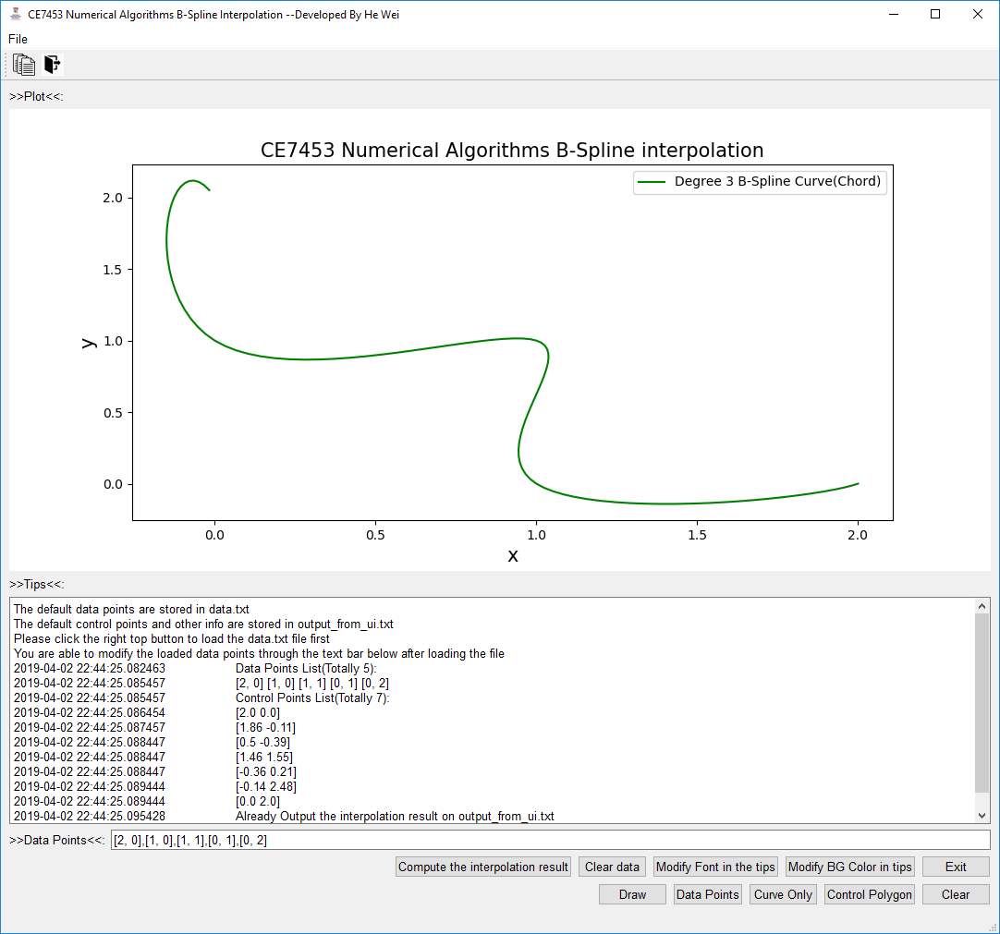 CE7453 Numerical Algorithms B-Spline Interpolation --Developed By He Wei
File
>>Plot<<:
CE7453 Numerical Algorithms B-Spline interpolation
Degree 3 B-Spline Curve(Chord)
2.0
1.5
1.0
0.5
0.0
y
0.0 0.5 1.0 1.5 2.0
x
>>Tips<<:
The default data points are stored in data.txt
The default control points and other info are stored in output_from_ui.txt
Please click the right top button to load the data.txt file first
You are able to modify the loaded data points through the text bar below after loading the file
2019-04-02 22:44:25.082463 Data Points List(Totally 5):
2019-04-02 22:44:25.085457 [2, 0] [1, 0] [1, 1] [0, 1] [0, 2]
2019-04-02 22:44:25.085457 Control Points List(Totally 7):
2019-04-02 22:44:25.086454 [2.0 0.0]
2019-04-02 22:44:25.087457 [1.86 -0.11]
2019-04-02 22:44:25.088447 [0.5 -0.39]
2019-04-02 22:44:25.088447 [1.46 1.55]
2019-04-02 22:44:25.088447 [-0.36 0.21]
2019-04-02 22:44:25.089444 [-0.14 2.48]
2019-04-02 22:44:25.089444 [0.0 2.0]
2019-04-02 22:44:25.095428 Already Output the interpolation result on output_from_ui.txt
>>Data Points<<: [2, 0],[1, 0],[1, 1],[0, 1],[0, 2]
Compute the interpolation result Clear data Modify Font in the tips Modify BG Color in tips Exit
Draw Data Points Curve Only Control Polygon Clear